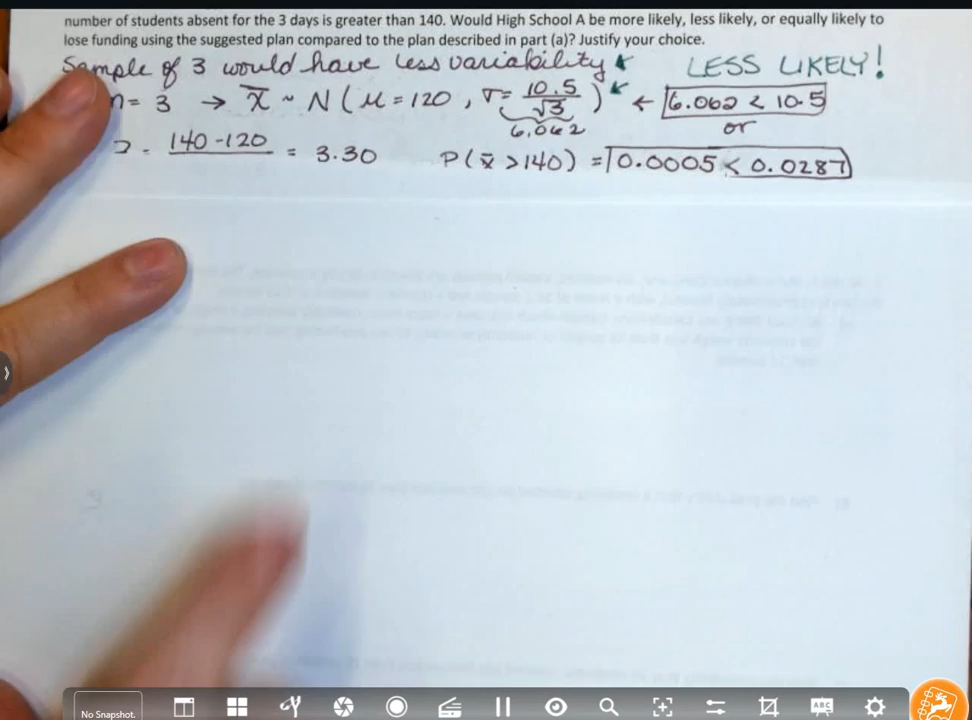 number of students absent for the 3 days is greater than 140. Would High School A be more likely, less likely, or equally likely to
lose funding using the suggested plan compared to the plan described in part (a)? Justify your choice.
Sample of 3 would have less variability LESS LIKELY!
n= 3 → x̄ ~ N ( μ = 120 , σ = 10.5/√3 ) ← 6.062 < 10.5
6.062 or
140-120 = 3.30 P(x̄ > 140) = 0.0005 < 0.0287
No Snapshot.
ABC